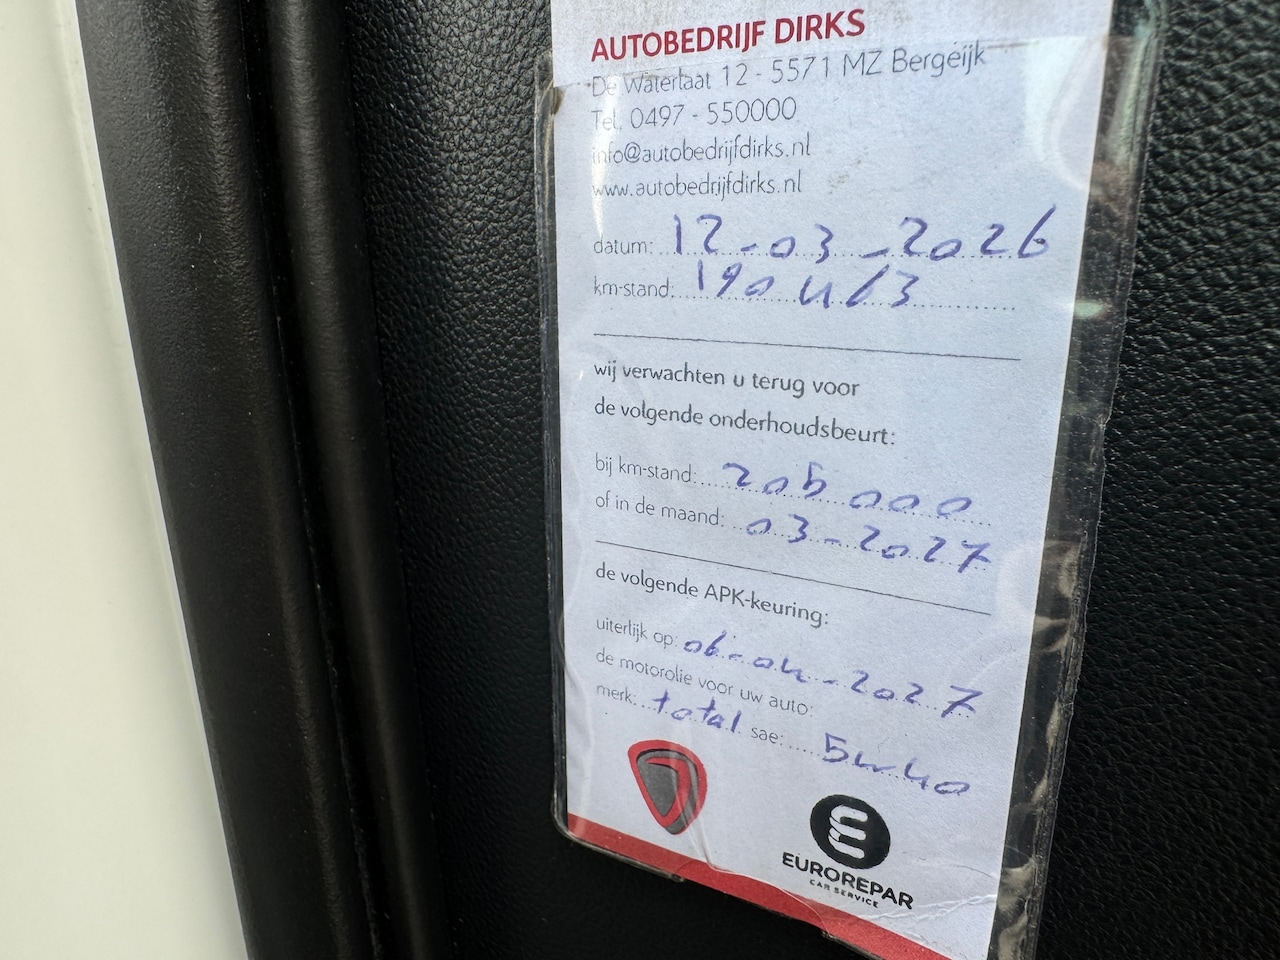 AUTOBEDRIJF DIRKS
De Waterlaat 12 - 5571 MZ Bergeijk
Tel. 0497 - 550000
info@autobedrijfdirks.nl
www.autobedrijfdirks.nl
datum: 12-03-2026
km-stand: 190
wij verwachten u terug voor
de volgende onderhoudsbeurt:
bij km-stand: 205 000
of in de maand: 03-2027
de volgende APK-keuring:
uiterlijk op: 06-04-2027
de motorolie voor uw auto:
merk: total sae: 5w40
EUROREPAR
CAR SERVICE